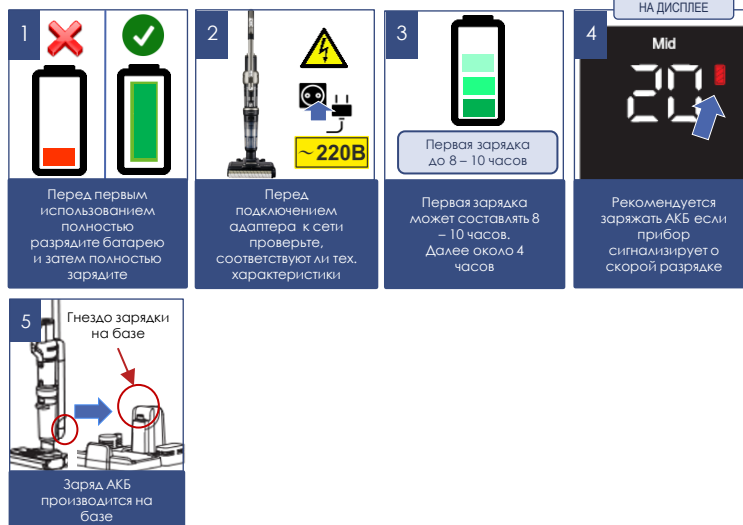 НА ДИСПЛЕЕ
1
2
~220В
3
Первая зарядка
до 8 – 10 часов
4
Mid
20
Перед первым
использованием
полностью
разрядите батарею
и затем полностью
зарядите
Перед
подключением
адаптера к сети
проверьте,
соответствуют ли тех.
характеристики
Первая зарядка
может составлять 8
– 10 часов.
Далее около 4
часов
Рекомендуется
заряжать АКБ если
прибор
сигнализирует о
скорой разрядке
5
Гнездо зарядки
на базе
Заряд АКБ
производится на
базе